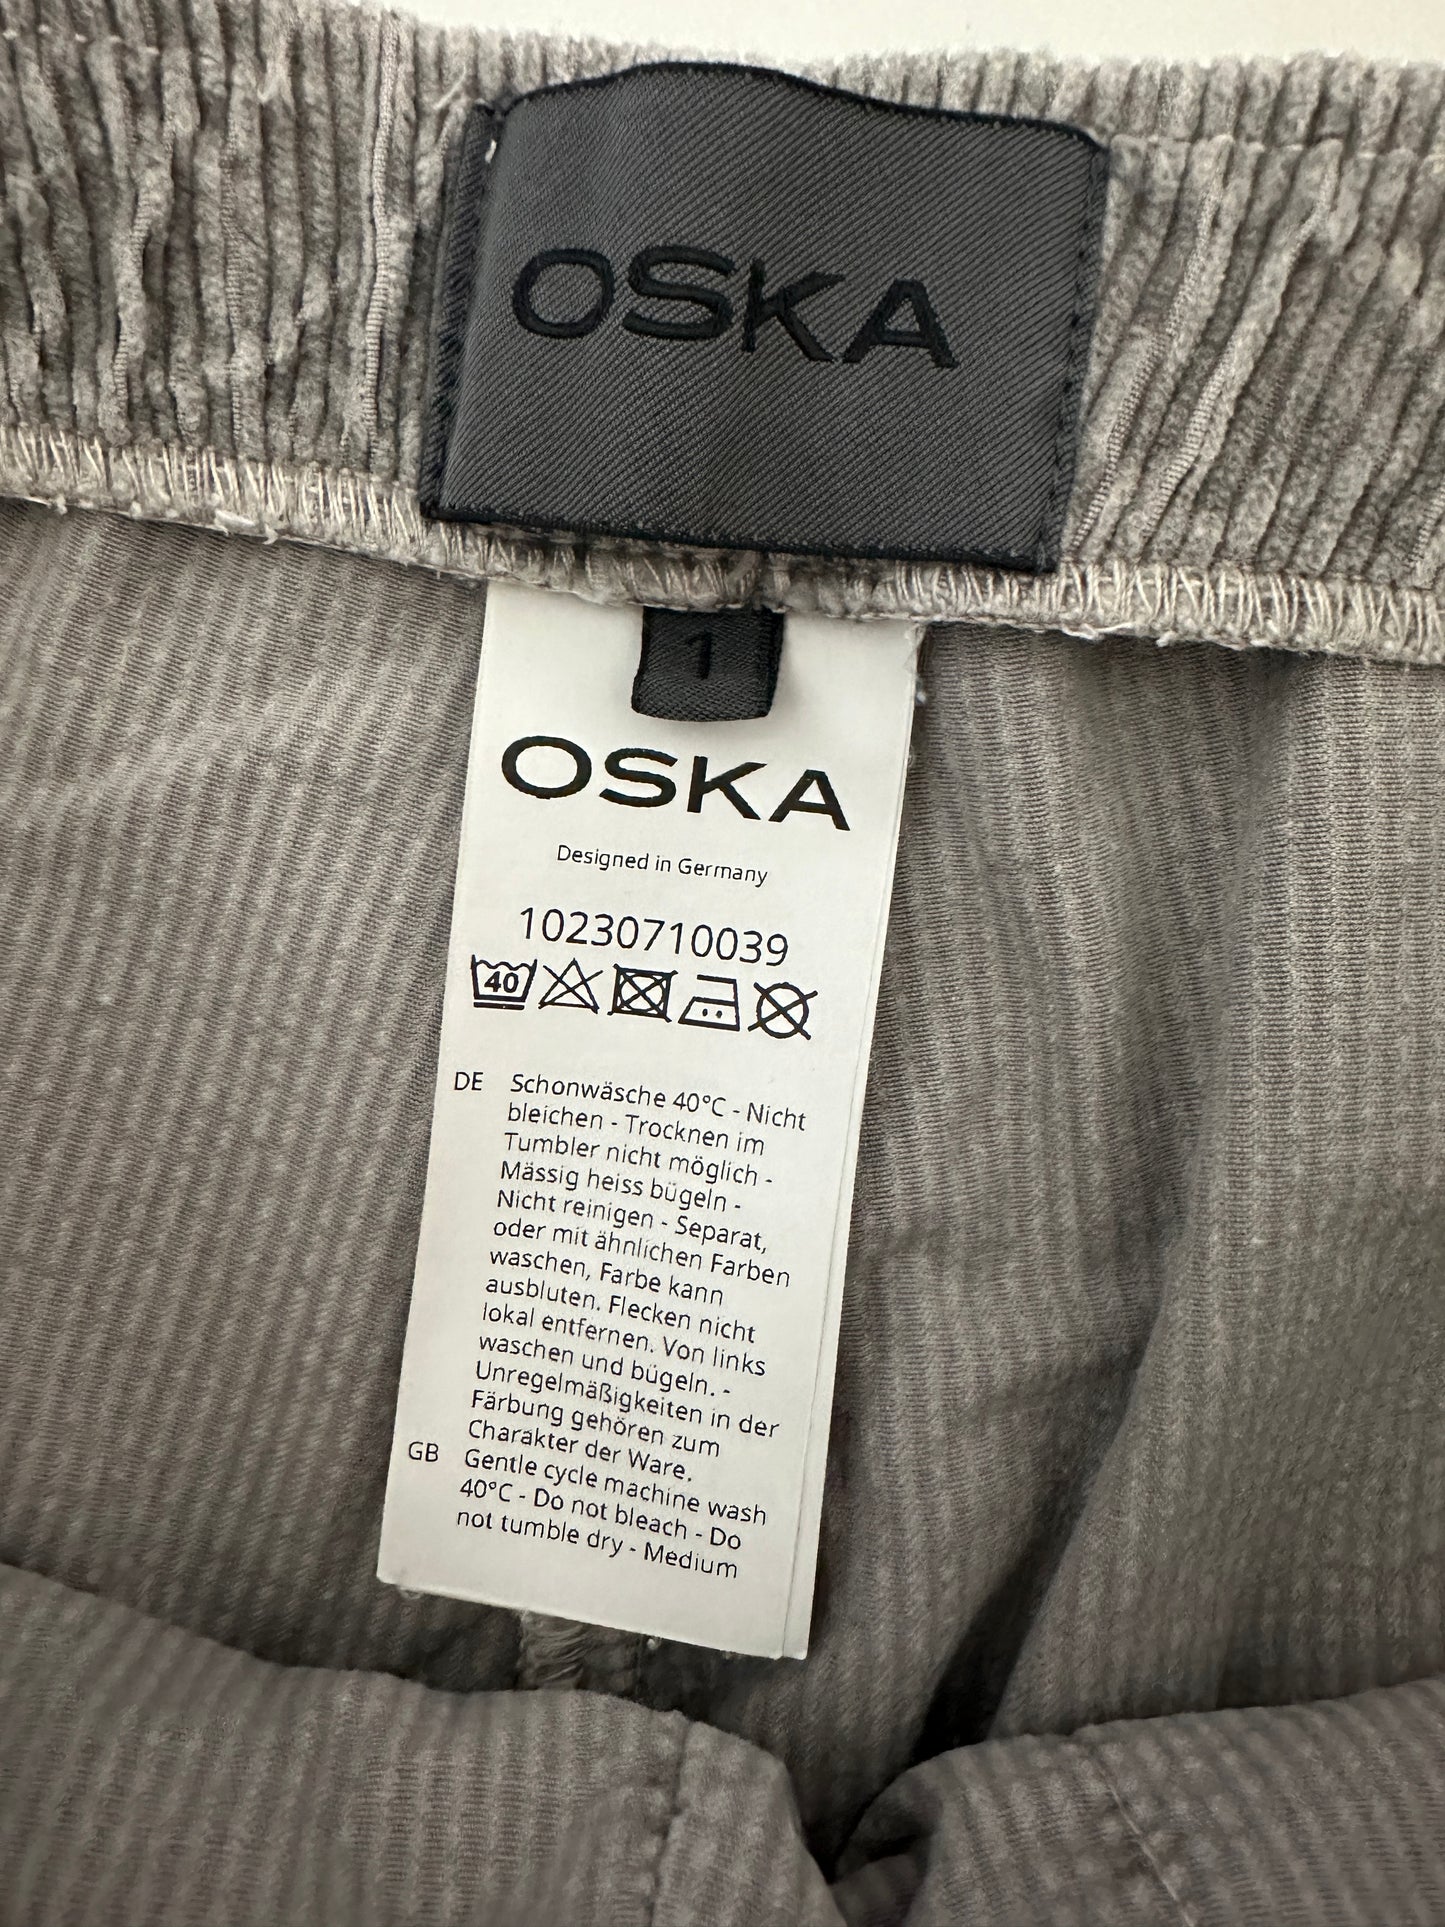 OSKA
1
OSKA
Designed in Germany
10230710039
40
DE Schonwäsche 40°C - Nicht
bleichen - Trocknen im
Tumbler nicht möglich -
Mässig heiss bügeln -
Nicht reinigen - Separat,
oder mit ähnlichen Farben
waschen, Farbe kann
ausbluten. Flecken nicht
lokal entfernen. Von links
waschen und bügeln. -
Unregelmäßigkeiten in der
Färbung gehören zum
Charakter der Ware.
GB Gentle cycle machine wash
40°C - Do not bleach - Do
not tumble dry - Medium